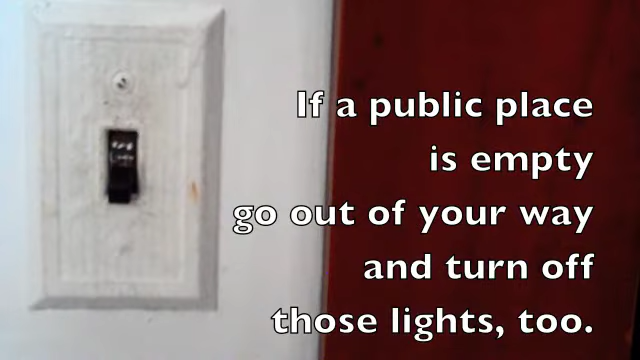 If a public place
is empty
go out of your way
and turn off
those lights, too.